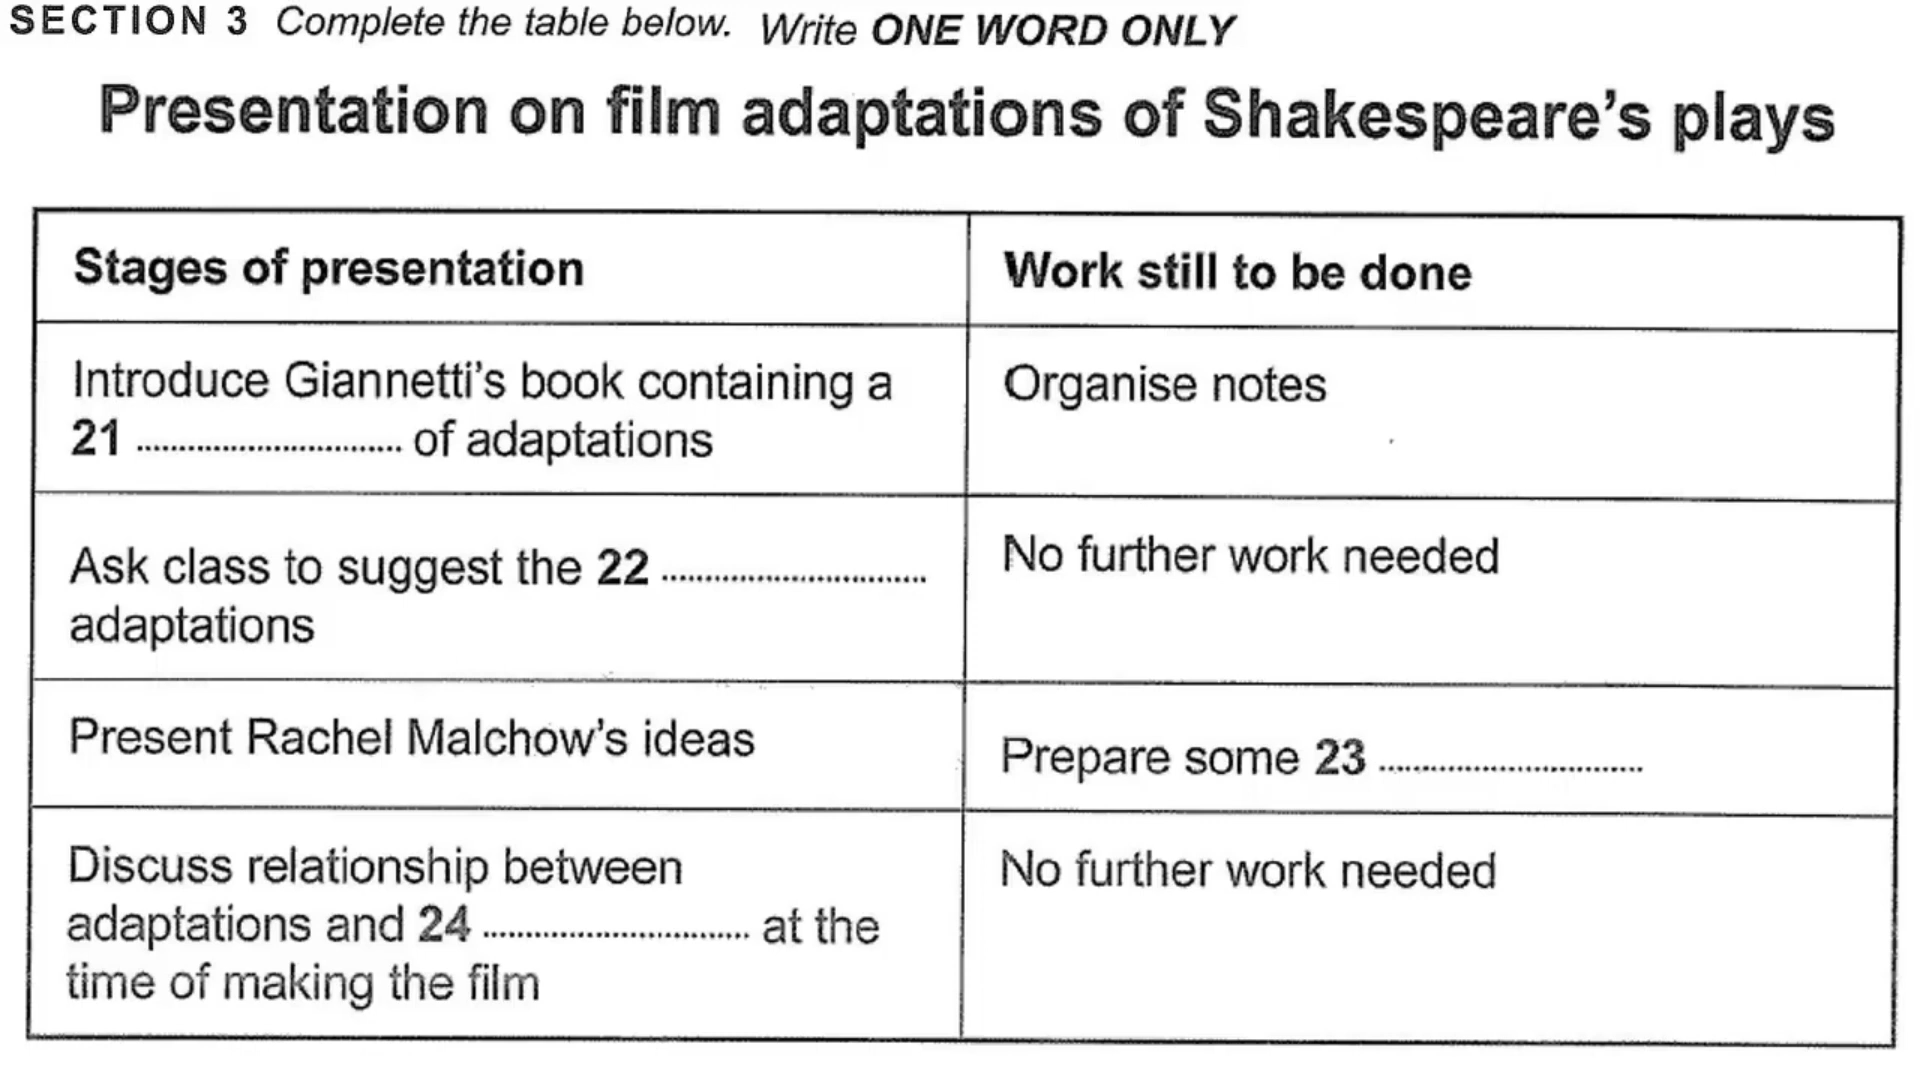 SECTION 3 Complete the table below. Write ONE WORD ONLY
Presentation on film adaptations of Shakespeare's plays
Stages of presentation
Work still to be done
Introduce Giannetti's book containing a
21 .............................. of adaptations
Organise notes
Ask class to suggest the 22 ..............................
adaptations
No further work needed
Present Rachel Malchow's ideas
Prepare some 23 ..............................
Discuss relationship between
adaptations and 24 .............................. at the
time of making the film
No further work needed